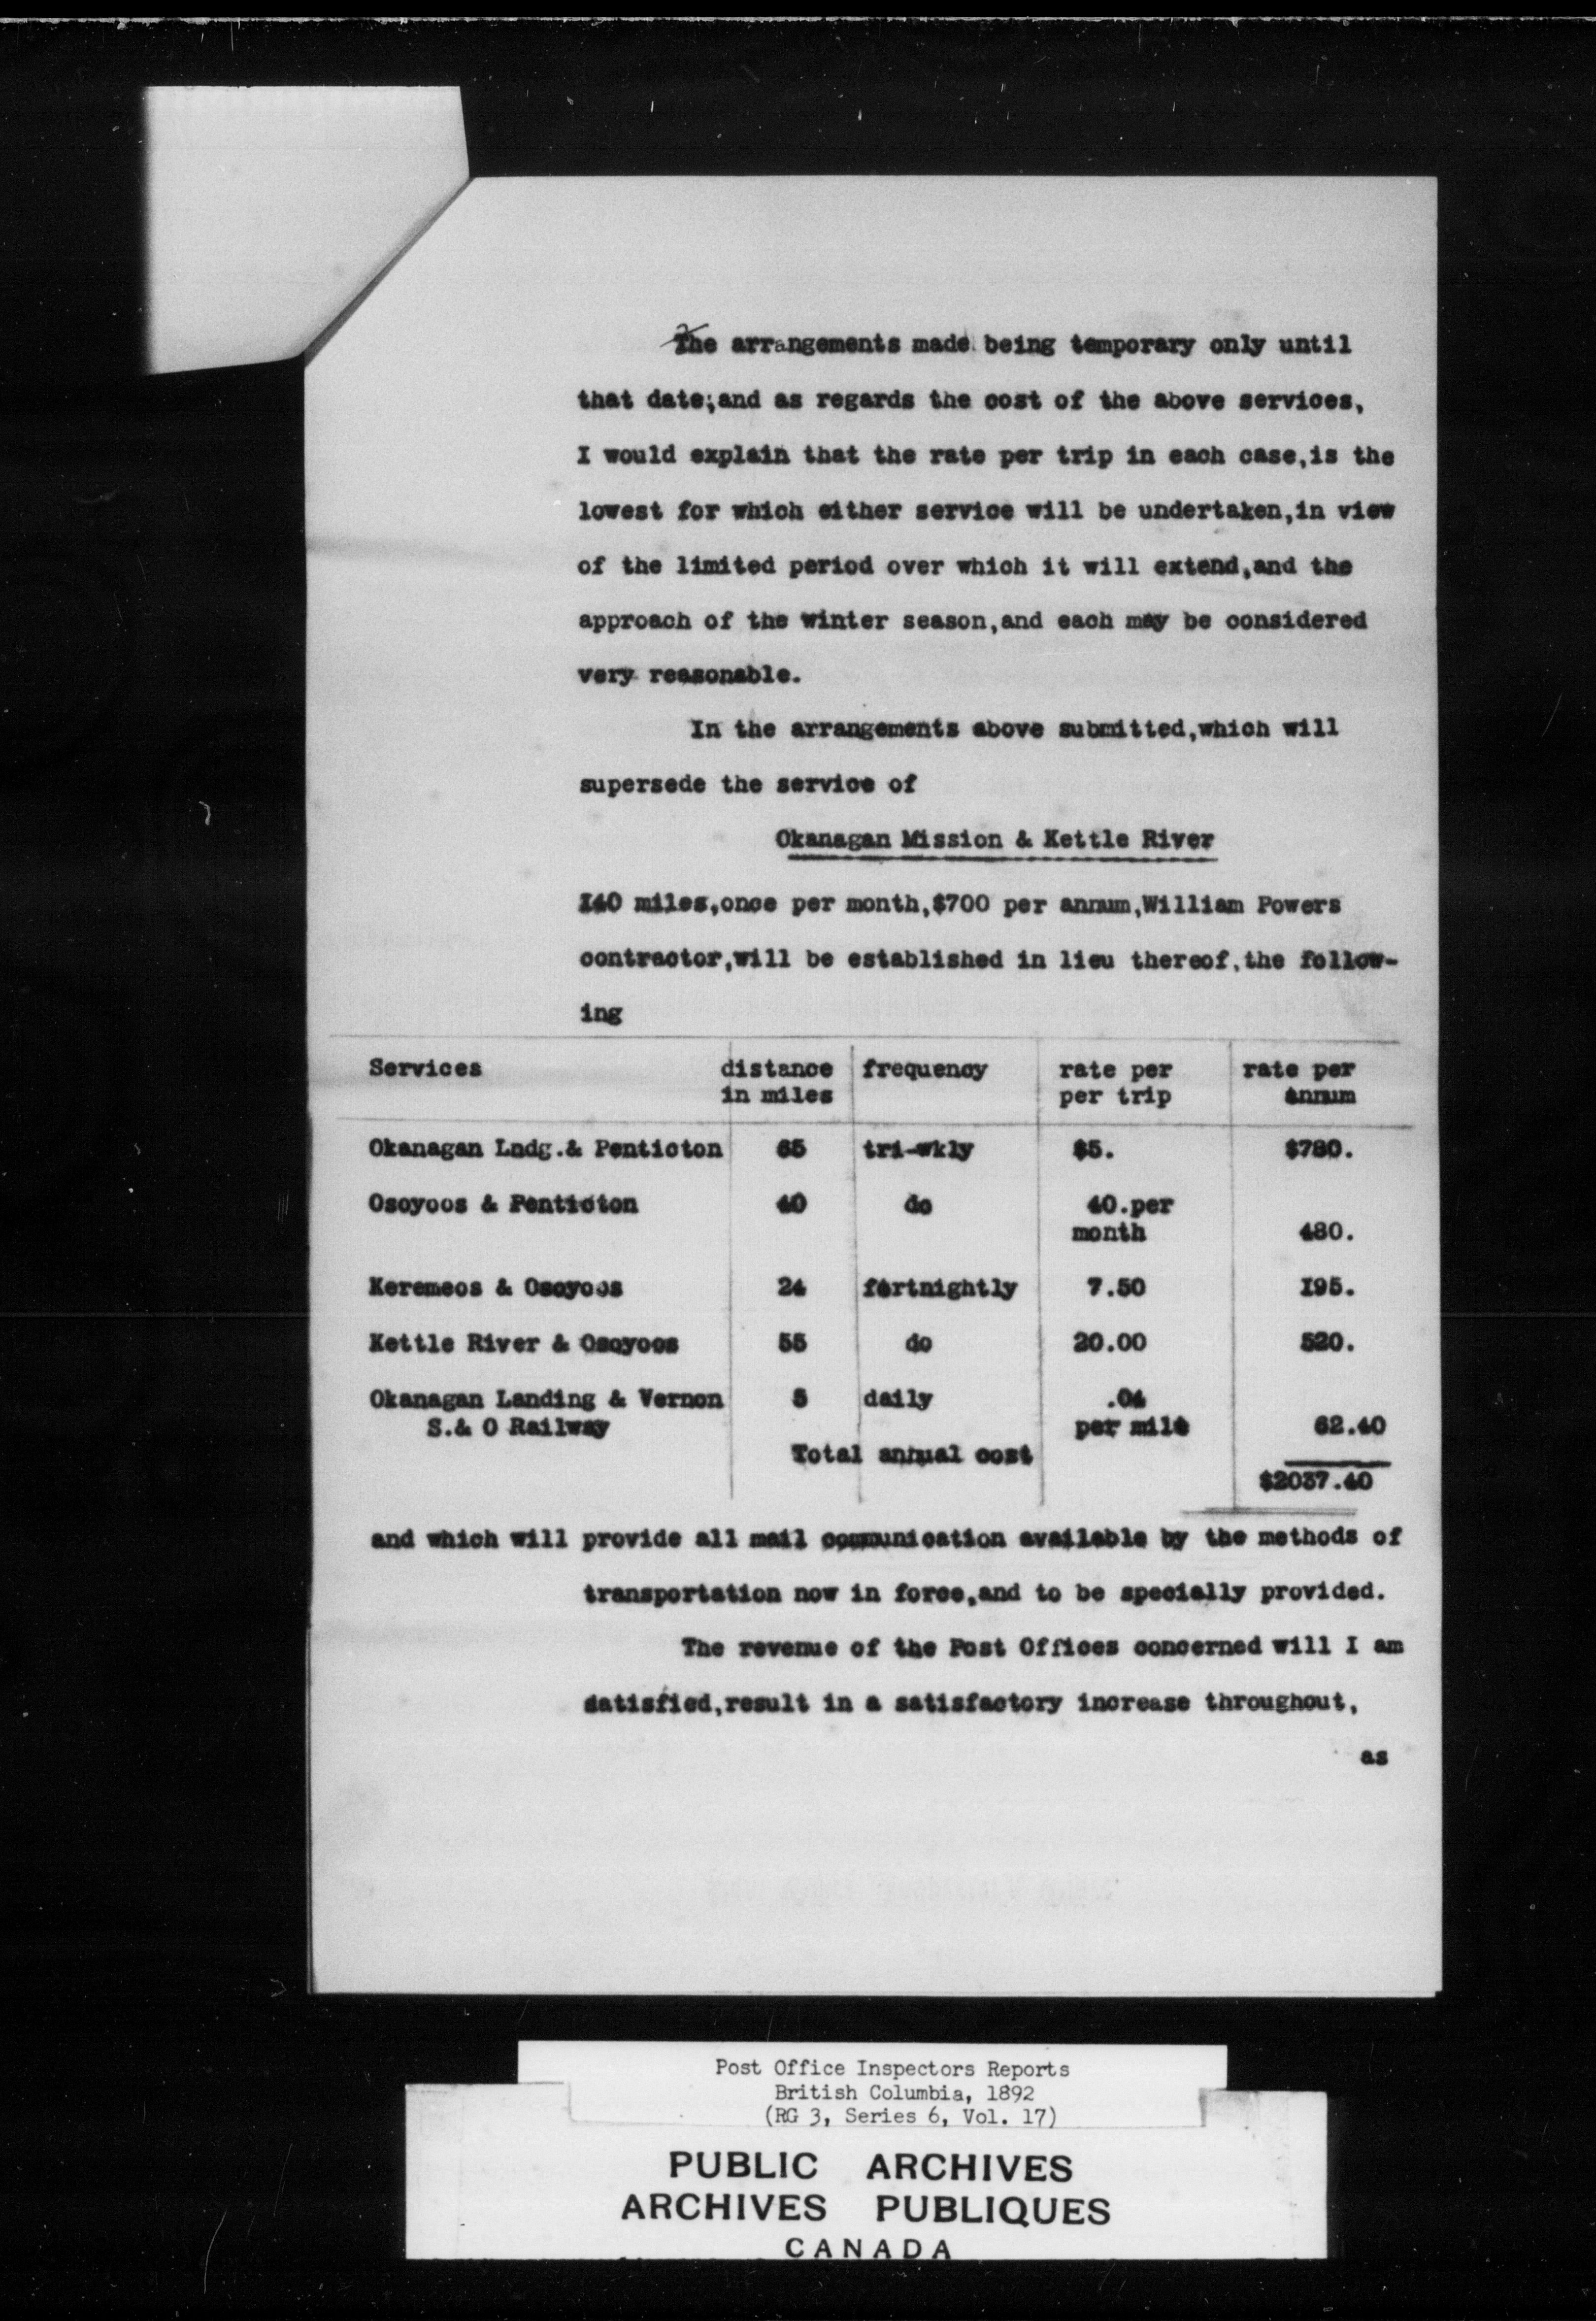 The arrangements made being temporary only until
that date;and as regards the cost of the above services,
I would explain that the rate per trip in each case,is the
lowest for which either service will be undertaken,in view
of the limited period over which it will extend,and the
approach of the winter season,and each may be considered
very reasonable.
In the arrangements above submitted,which will
supersede the service of
Okanagan Mission & Kettle River
140 miles,once per month,$700 per annum,William Powers
contractor,will be established in lieu thereof,the follow-
ing
Services distance frequency rate per rate per
in miles per trip annum
Okanagan Lndg.& Penticton 65 tri-wkly $5. $780.
Osoyoos & Penticton 40 do 40.per
month 480.
Keremeos & Osoyoos 24 fortnightly 7.50 195.
Kettle River & Osoyoos 55 do 20.00 520.
Okanagan Landing & Vernon 5 daily .04
S.& O Railway per mile 62.40
Total annual cost
$2037.40
and which will provide all mail communication available by the methods of
transportation now in force,and to be specially provided.
The revenue of the Post Offices concerned will I am
satisfied,result in a satisfactory increase throughout,
as
Post Office Inspectors Reports
British Columbia, 1892
(RG 3, Series 6, Vol. 17)
PUBLIC ARCHIVES
ARCHIVES PUBLIQUES
CANADA